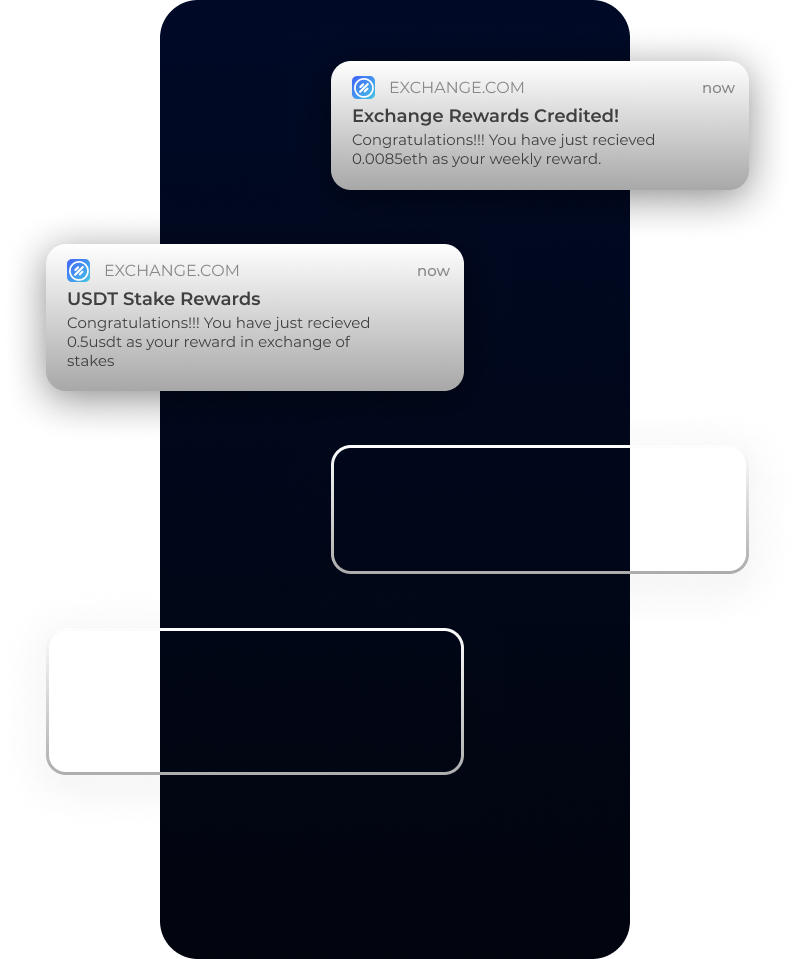 EXCHANGE.COM now
Exchange Rewards Credited!
Congratulations!!! You have just recieved
0.0085eth as your weekly reward.
EXCHANGE.COM now
USDT Stake Rewards
Congratulations!!! You have just recieved
0.5usdt as your reward in exchange of
stakes